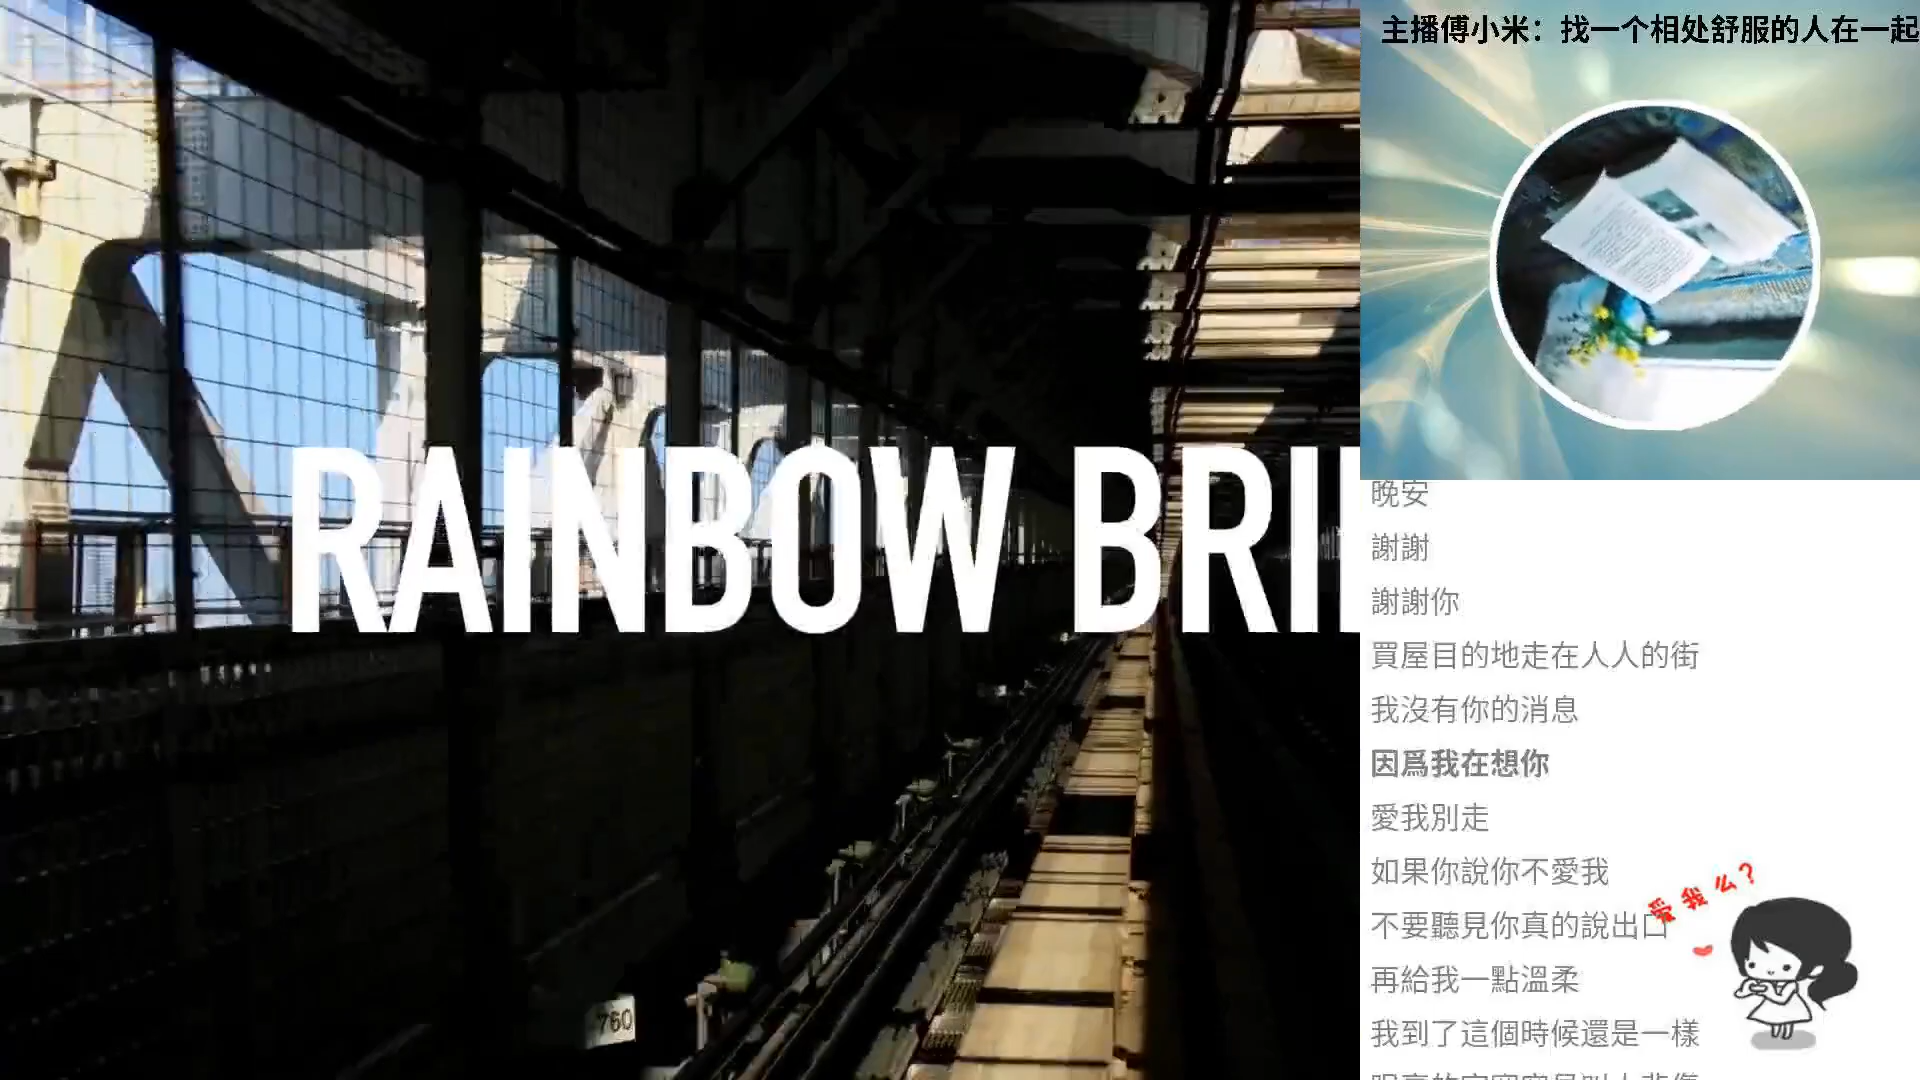 主播傅小米：找一个相处舒服的人在一起
RAINBOW BRI
晚安
謝謝
謝謝你
買屋目的地走在人人的街
我沒有你的消息
因爲我在想你
愛我別走
如果你說你不愛我
不要聽見你真的說出口
再給我一點溫柔
我到了這個時候還是一樣
爱我么？
760